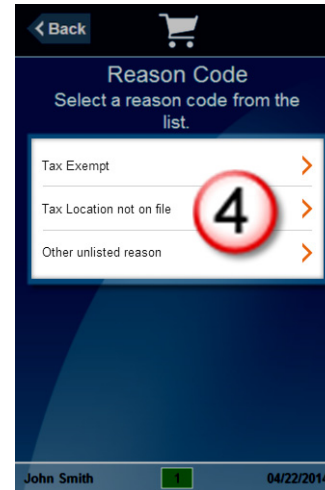 Back
Reason Code
Select a reason code from the
list.
Tax Exempt
Tax Location not on file
4
Other unlisted reason
John Smith 1 04/22/2014